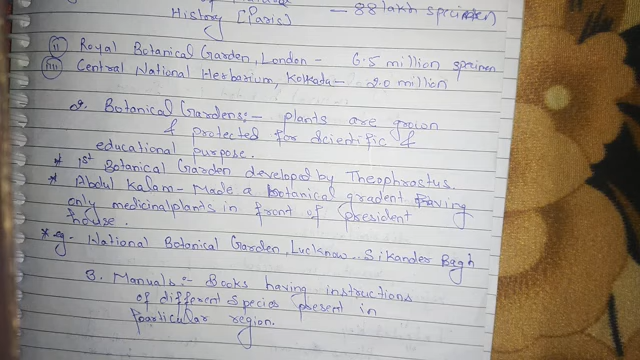 History [Paris] - 88 lakh specimen
(ii) Royal Botanical Garden, London - 6.5 million specimen
(iii) Central National Herbarium, Kolkata - 2.0 million
2. Botanical Gardens:- plants are grown
& protected for scientific &
educational purpose.
* 1st Botanical Garden developed by Theophrostus.
* Abdul Kalam - Made a botanical gradent having
only medicinal plants in front of president
house.
* eg - National Botanical Garden, Lucknow.. Sikander Bagh
3. Manuals:- Books having instructions
of different species present in
particular region.